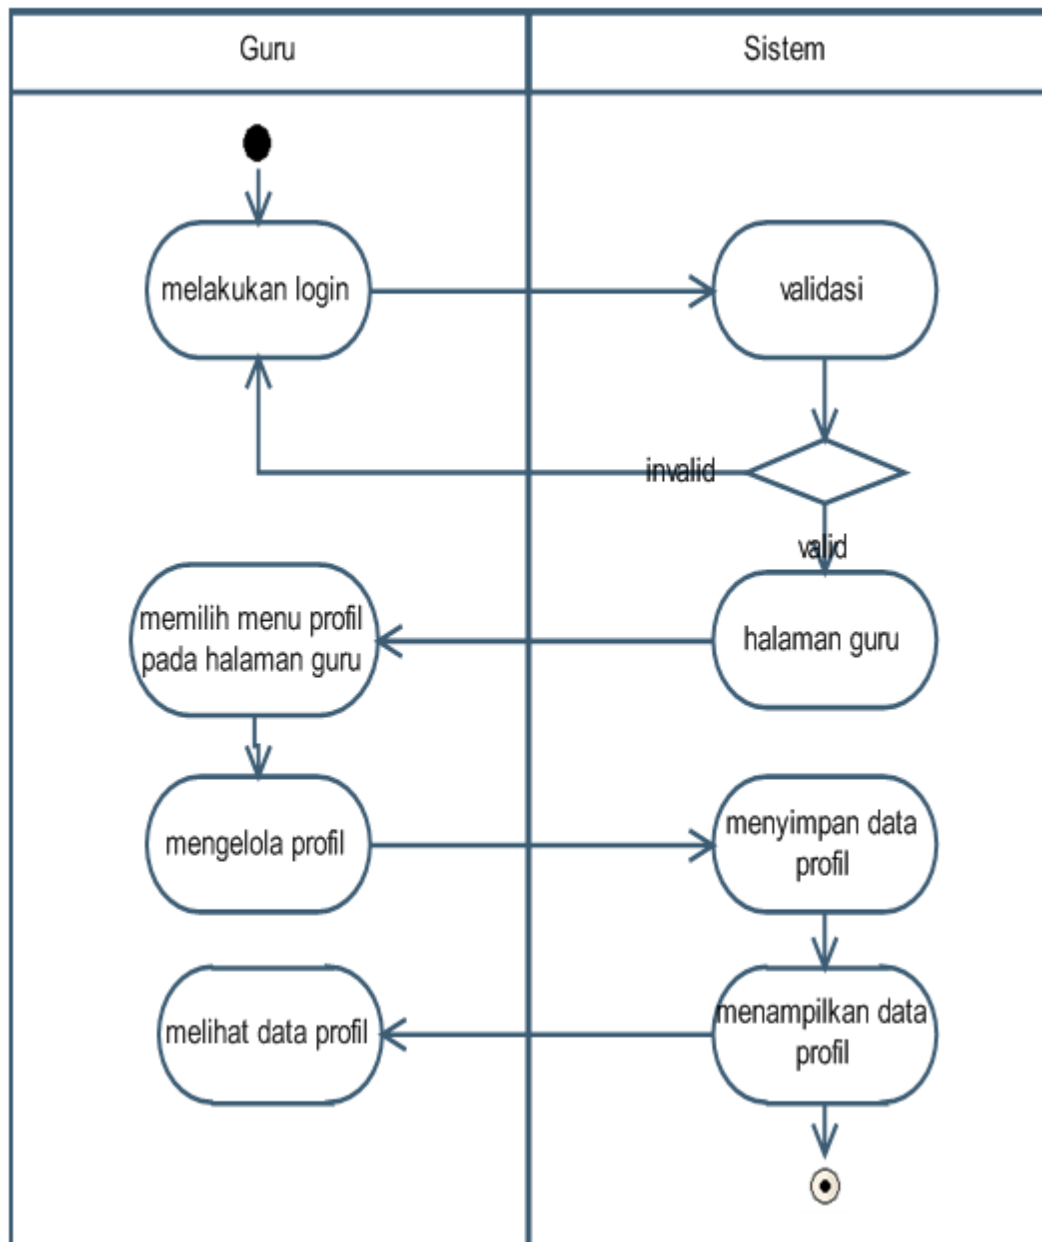 Guru
Sistem
melakukan login
validasi
invalid
valid
memilih menu profil
pada halaman guru
halaman guru
mengelola profil
menyimpan data
profil
melihat data profil
menampilkan data
profil